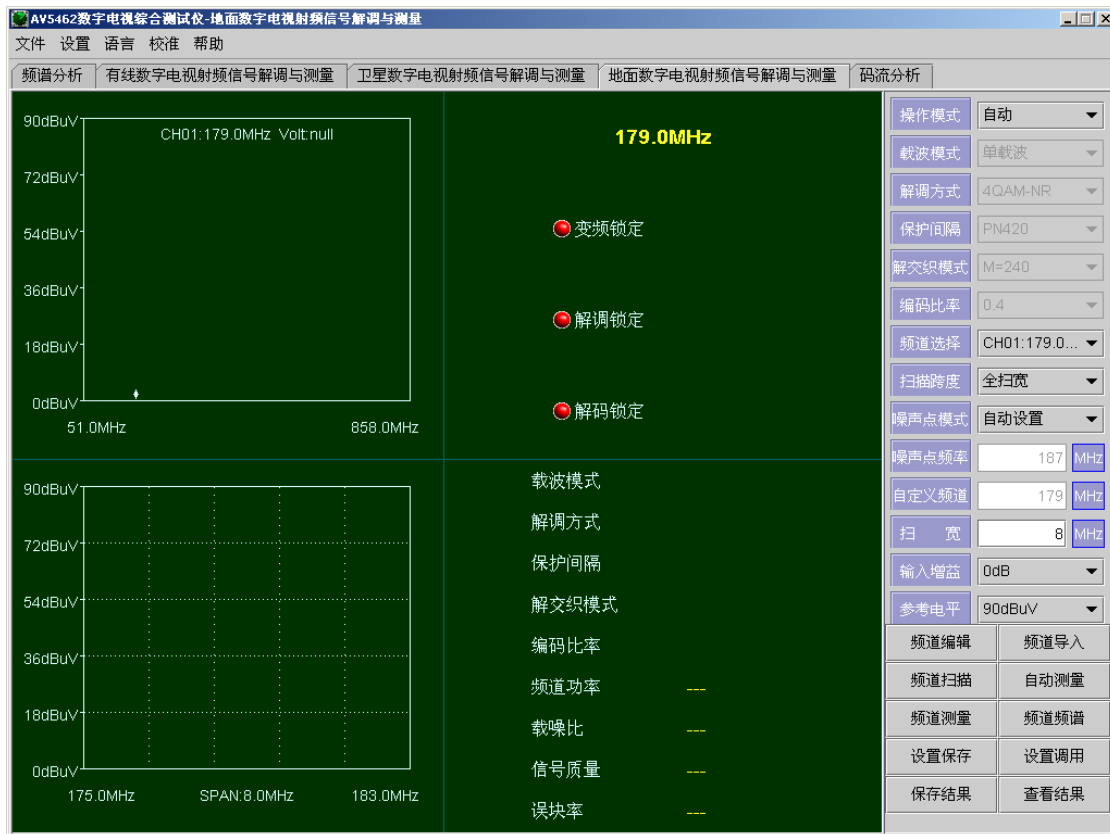 AV5462数字电视综合测试仪-地面数字电视射频信号解调与测量
文件 设置 语言 校准 帮助
频谱分析 有线数字电视射频信号解调与测量 卫星数字电视射频信号解调与测量 地面数字电视射频信号解调与测量 码流分析
90dBuV
CH01:179.0MHz Volt:null
72dBuV
54dBuV
36dBuV
18dBuV
0dBuV
51.0MHz 858.0MHz
179.0MHz
变频锁定
解调锁定
解码锁定
90dBuV
72dBuV
54dBuV
36dBuV
18dBuV
0dBuV
175.0MHz SPAN:8.0MHz 183.0MHz
载波模式
解调方式
保护间隔
解交织模式
编码比率
频道功率 ---
载噪比 ---
信号质量 ---
误块率 ---
操作模式 自动
载波模式 单载波
解调方式 4QAM-NR
保护间隔 PN420
解交织模式 M=240
编码比率 0.4
频道选择 CH01:179.0...
扫描跨度 全扫宽
噪声点模式 自动设置
噪声点频率 187 MHz
自定义频道 179 MHz
扫 宽 8 MHz
输入增益 0dB
参考电平 90dBuV
频道编辑 频道导入
频道扫描 自动测量
频道测量 频道频谱
设置保存 设置调用
保存结果 查看结果